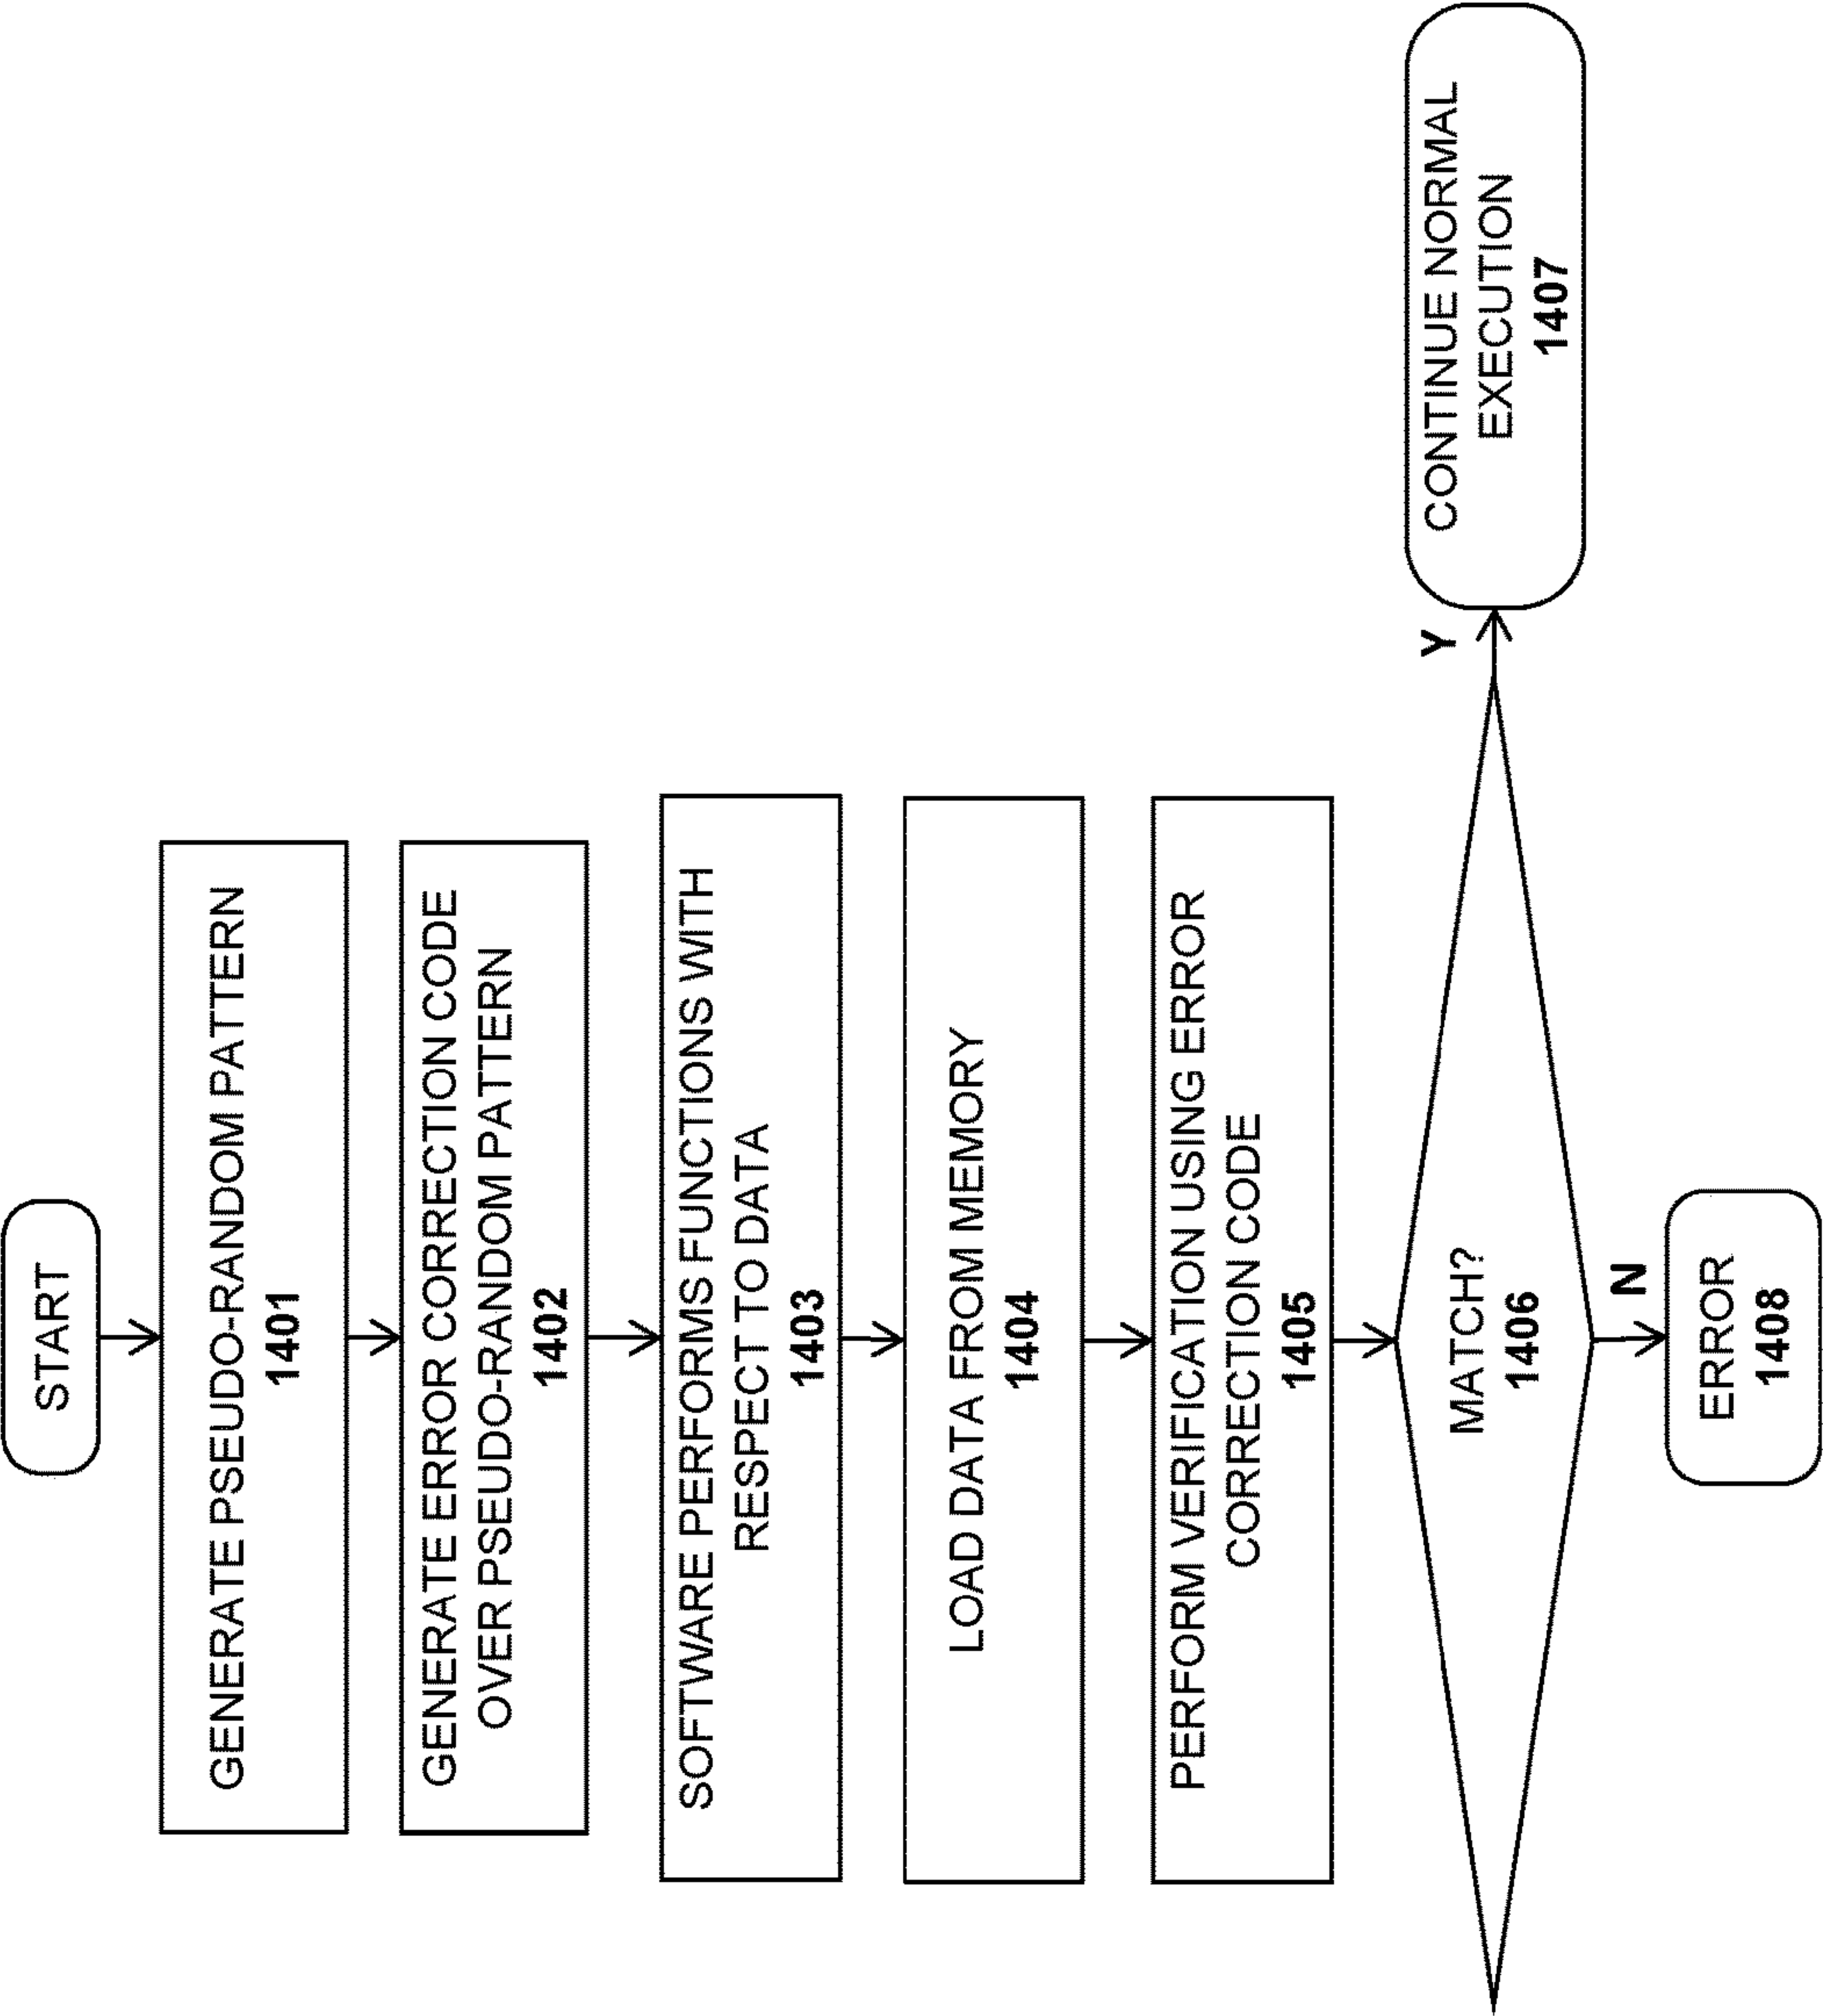 START
GENERATE PSEUDO-RANDOM PATTERN
1401
GENERATE ERROR CORRECTION CODE
OVER PSEUDO-RANDOM PATTERN
1402
SOFTWARE PERFORMS FUNCTIONS WITH
RESPECT TO DATA
1403
LOAD DATA FROM MEMORY
1404
PERFORM VERIFICATION USING ERROR
CORRECTION CODE
1405
MATCH?
1406
Y
CONTINUE NORMAL
EXECUTION
1407
N
ERROR
1408